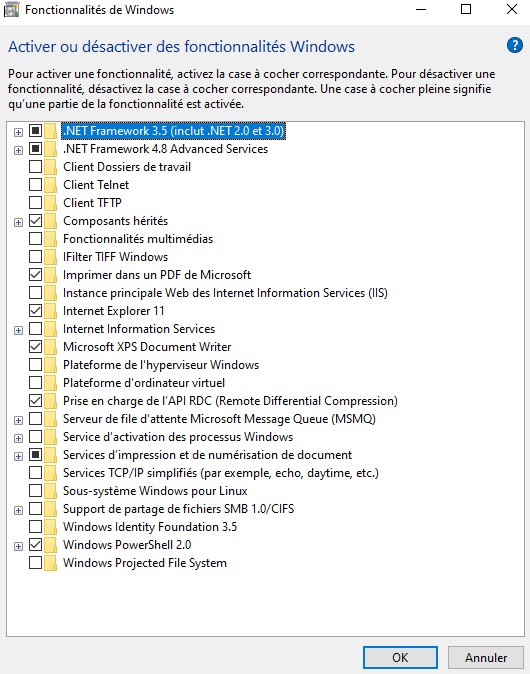 Fonctionnalités de Windows
Activer ou désactiver des fonctionnalités Windows
?
Pour activer une fonctionnalité, activez la case à cocher correspondante. Pour désactiver une
fonctionnalité, désactivez la case à cocher correspondante. Une case à cocher pleine signifie
qu'une partie de la fonctionnalité est activée.
.NET Framework 3.5 (inclut .NET 2.0 et 3.0)
.NET Framework 4.8 Advanced Services
Client Dossiers de travail
Client Telnet
Client TFTP
Composants hérités
Fonctionnalités multimédias
IFilter TIFF Windows
Imprimer dans un PDF de Microsoft
Instance principale Web des Internet Information Services (IIS)
Internet Explorer 11
Internet Information Services
Microsoft XPS Document Writer
Plateforme de l'hyperviseur Windows
Plateforme d'ordinateur virtuel
Prise en charge de l'API RDC (Remote Differential Compression)
Serveur de file d'attente Microsoft Message Queue (MSMQ)
Service d'activation des processus Windows
Services d'impression et de numérisation de document
Services TCP/IP simplifiés (par exemple, echo, daytime, etc.)
Sous-système Windows pour Linux
Support de partage de fichiers SMB 1.0/CIFS
Windows Identity Foundation 3.5
Windows PowerShell 2.0
Windows Projected File System
OK
Annuler